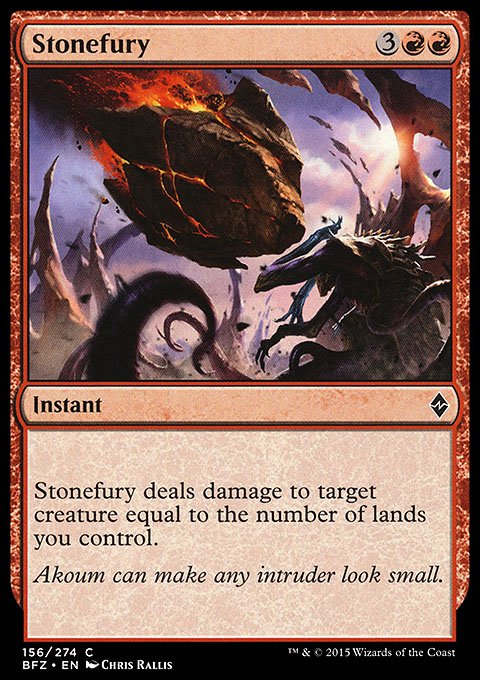 Stonefury 3
Instant
Stonefury deals damage to target
creature equal to the number of lands
you control.
Akoum can make any intruder look small.
156/274 C
BFZ • EN Chris Rallis
™ & © 2015 Wizards of the Coast